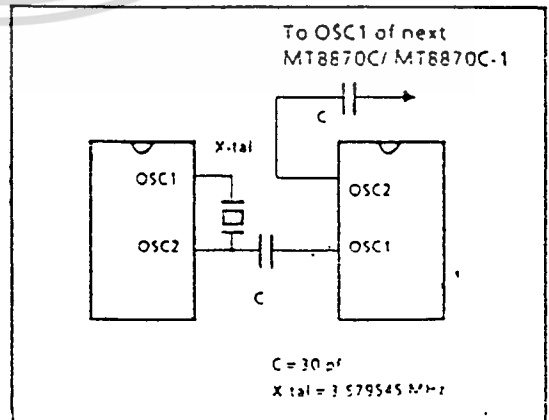 To OSC1 of next
MT8870C/ MT8870C-1
C
X-tal
OSC1
OSC2
OSC2
OSC1
C
C = 30 pf
X-tal = 3.579545 MHz